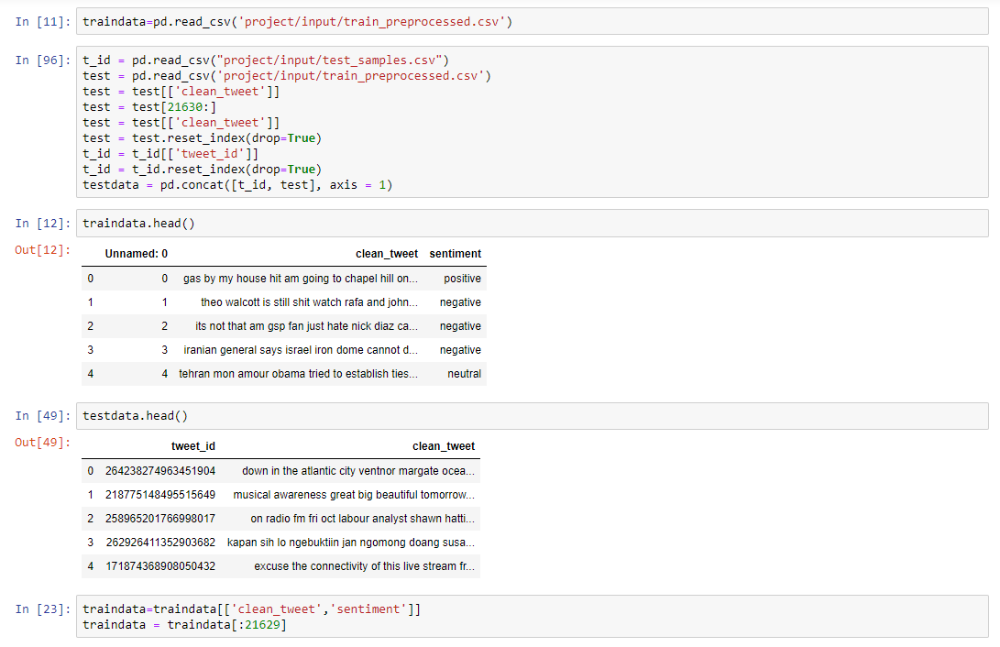 In [11]: traindata=pd.read_csv('project/input/train_preprocessed.csv')
In [96]: t_id = pd.read_csv("project/input/test_samples.csv")
test = pd.read_csv('project/input/train_preprocessed.csv')
test = test[['clean_tweet']]
test = test[21630:]
test = test[['clean_tweet']]
test = test.reset_index(drop=True)
t_id = t_id[['tweet_id']]
t_id = t_id.reset_index(drop=True)
testdata = pd.concat([t_id, test], axis = 1)
In [12]: traindata.head()
Out[12]:
Unnamed: 0 clean_tweet sentiment
0 0 gas by my house hit am going to chapel hill on... positive
1 1 theo walcott is still shit watch rafa and john... negative
2 2 its not that am gsp fan just hate nick diaz ca... negative
3 3 iranian general says israel iron dome cannot d... negative
4 4 tehran mon amour obama tried to establish ties... neutral
In [49]: testdata.head()
Out[49]:
tweet_id clean_tweet
0 264238274963451904 down in the atlantic city ventnor margate ocea...
1 218775148495515649 musical awareness great big beautiful tomorrow...
2 258965201766998017 on radio fm fri oct labour analyst shawn hatti...
3 262926411352903682 kapan sih lo ngebuktiin jan ngomong doang susa...
4 171874368908050432 excuse the connectivity of this live stream fr...
In [23]: traindata=traindata[['clean_tweet','sentiment']]
traindata = traindata[:21629]